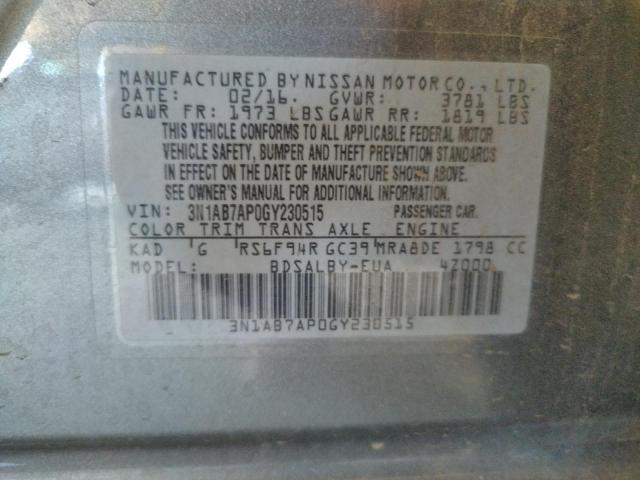 MANUFACTURED BY NISSAN MOTOR CO., LTD.
DATE: 02/16. GVWR: 3781 LBS
GAWR FR: 1973 LBS GAWR RR: 1819 LBS
THIS VEHICLE CONFORMS TO ALL APPLICABLE FEDERAL MOTOR
VEHICLE SAFETY, BUMPER AND THEFT PREVENTION STANDARDS
IN EFFECT ON THE DATE OF MANUFACTURE SHOWN ABOVE.
SEE OWNER'S MANUAL FOR ADDITIONAL INFORMATION.
VIN: 3N1AB7AP0GY230515 PASSENGER CAR.
COLOR TRIM TRANS AXLE ENGINE
KAD G RS6F94R GC39 MRA8DE 1798 CC
MODEL: BDSALBY-EUA 4Z000
3N1AB7AP0GY230515